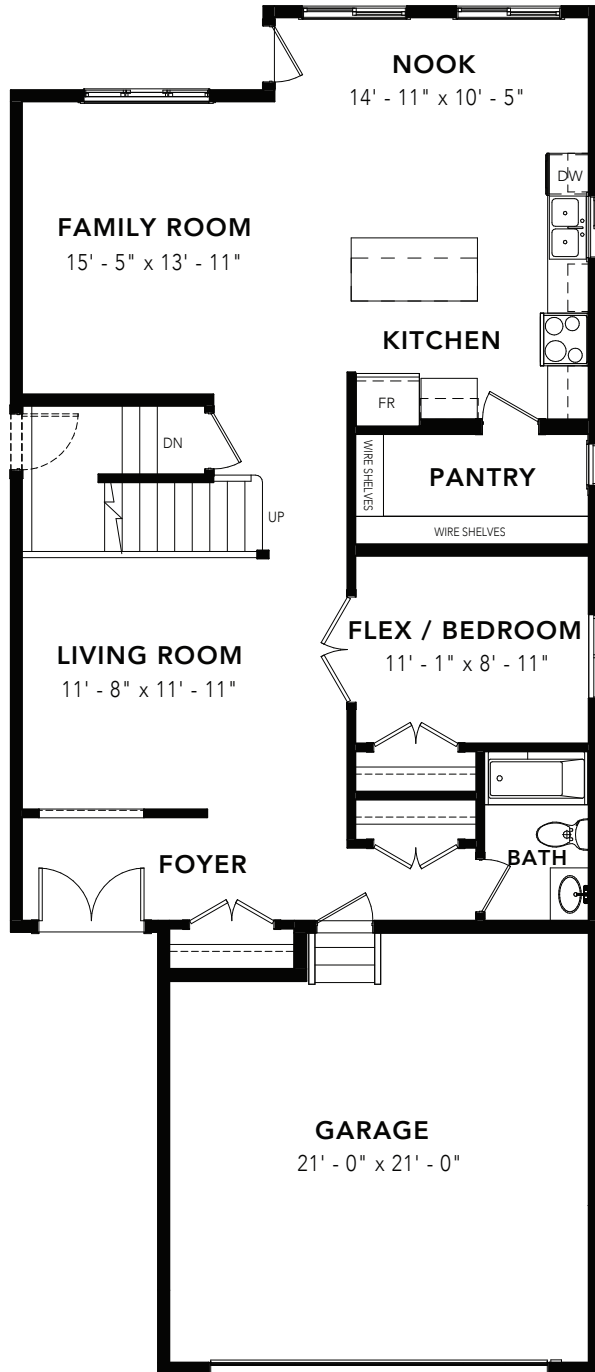 NOOK
14' - 11" x 10' - 5"
DW
FAMILY ROOM
15' - 5" x 13' - 11"
KITCHEN
FR
DN
WIRE SHELVES
PANTRY
UP
WIRE SHELVES
FLEX / BEDROOM
11' - 1" x 8' - 11"
LIVING ROOM
11' - 8" x 11' - 11"
FOYER
BATH
GARAGE
21' - 0" x 21' - 0"